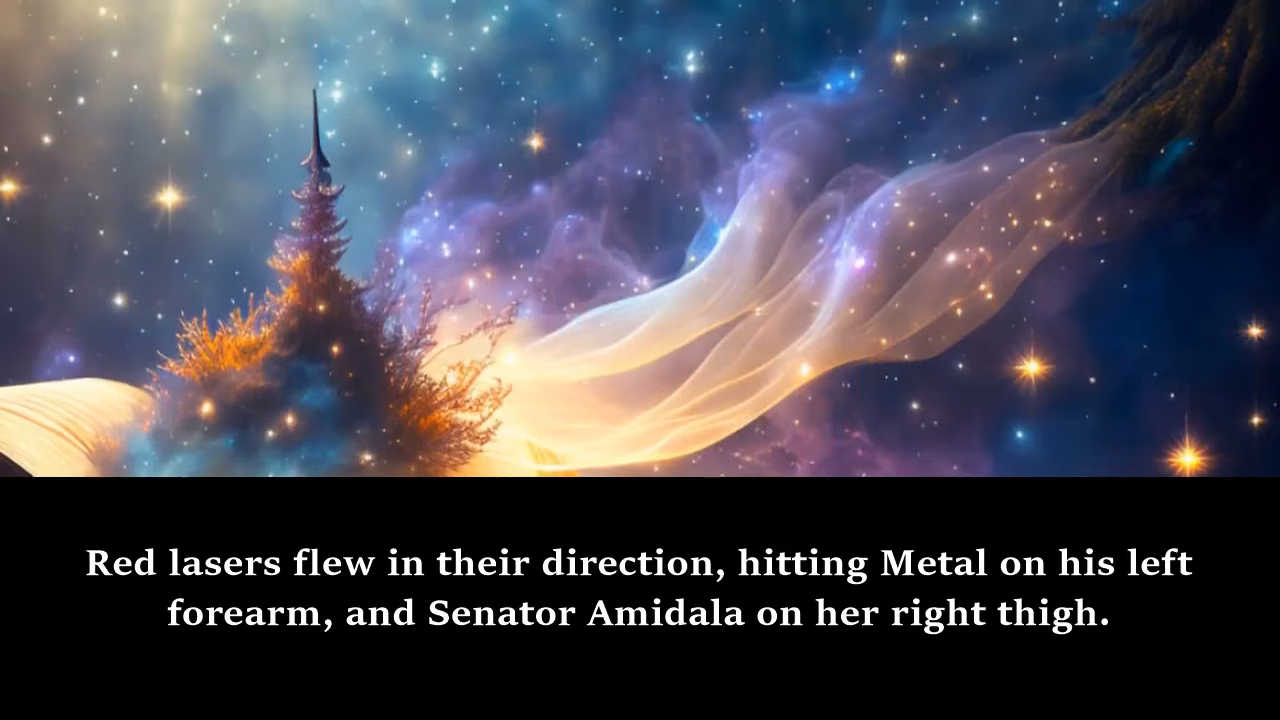 Red lasers flew in their direction, hitting Metal on his left
forearm, and Senator Amidala on her right thigh.